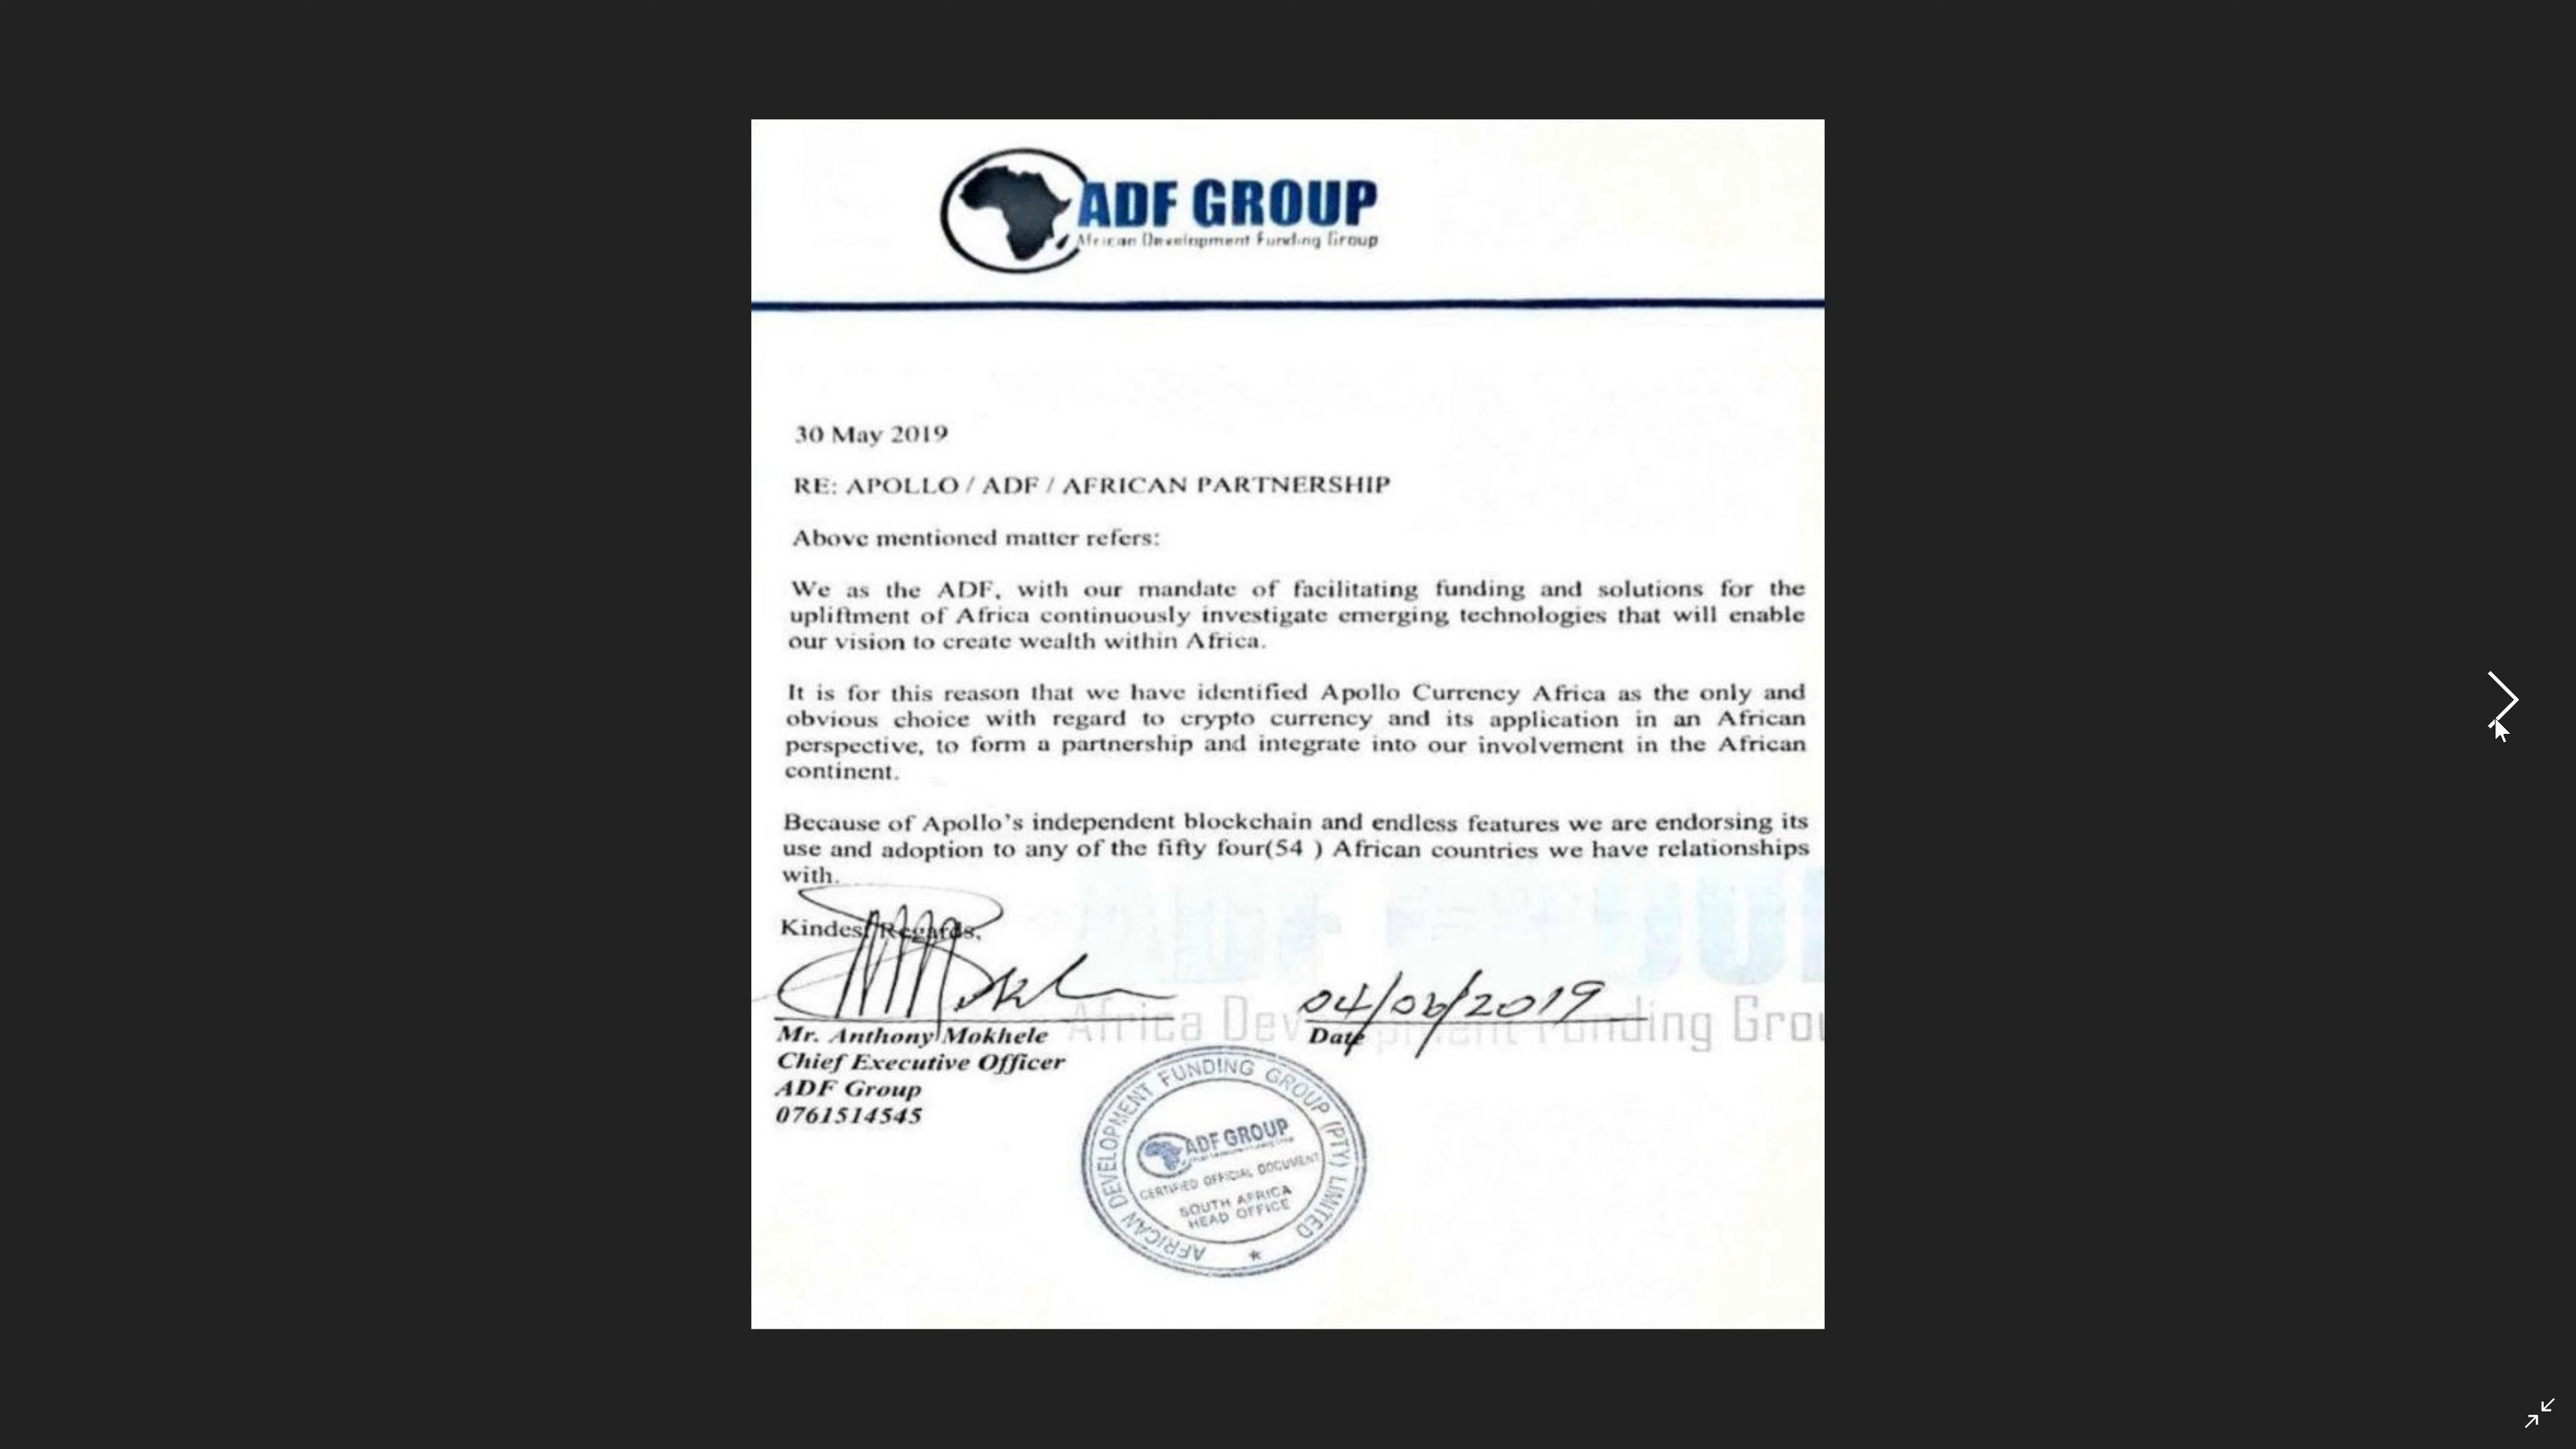 ADF GROUP
African Development Funding Group
30 May 2019
RE: APOLLO / ADF / AFRICAN PARTNERSHIP
Above mentioned matter refers:
We as the ADF, with our mandate of facilitating funding and solutions for the
upliftment of Africa continuously investigate emerging technologies that will enable
our vision to create wealth within Africa.
It is for this reason that we have identified Apollo Currency Africa as the only and
obvious choice with regard to crypto currency and its application in an African
perspective, to form a partnership and integrate into our involvement in the African
continent.
Because of Apollo's independent blockchain and endless features we are endorsing its
use and adoption to any of the fifty four(54 ) African countries we have relationships
with.
Kindest Regards,
04/06/2019
Mr. Anthony Mokhele
Date
Chief Executive Officer
ADF Group
0761514545
Africa Development Funding Grou
AFRICAN DEVELOPMENT FUNDING GROUP (PTY) LIMITED
ADF GROUP
CERTIFIED OFFICIAL DOCUMENT
SOUTH AFRICA
HEAD OFFICE